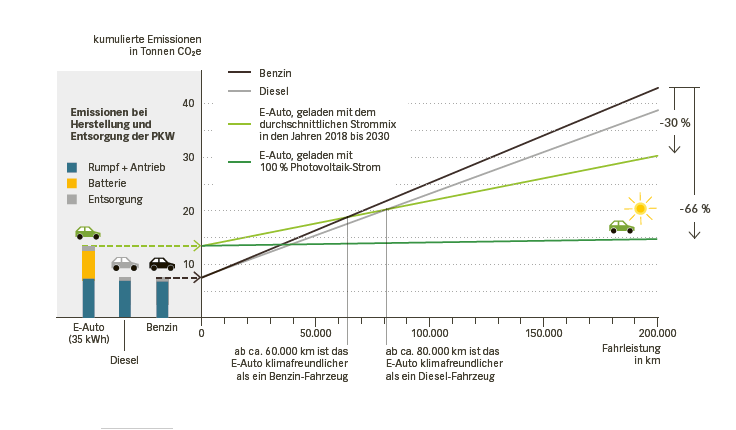 kumulierte Emissionen
in Tonnen CO₂e
Emissionen bei
Herstellung und
Entsorgung der PKW
Rumpf + Antrieb
Batterie
Entsorgung
Benzin
Diesel
E-Auto, geladen mit dem
durchschnittlichen Strommix
in den Jahren 2018 bis 2030
E-Auto, geladen mit
100 % Photovoltaik-Strom
40
30
20
10
-30 %
-66 %
E-Auto
(35 kWh)
Diesel
Benzin
0
50.000
100.000
150.000
200.000
Fahrleistung
in km
ab ca. 60.000 km ist das
E-Auto klimafreundlicher
als ein Benzin-Fahrzeug
ab ca. 80.000 km ist das
E-Auto klimafreundlicher
als ein Diesel-Fahrzeug